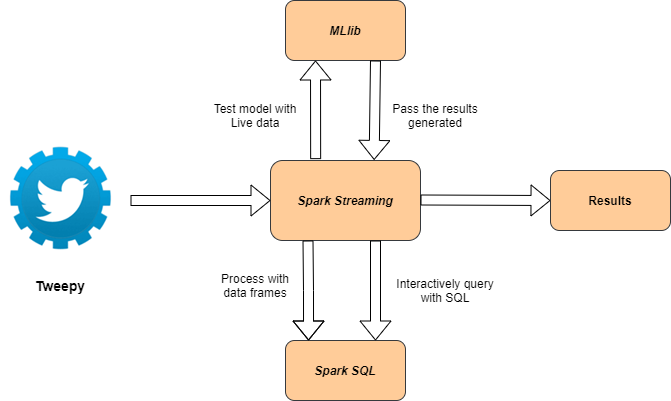 MLlib
Test model with
Live data
Pass the results
generated
Spark Streaming
Results
Tweepy
Process with
data frames
Interactively query
with SQL
Spark SQL